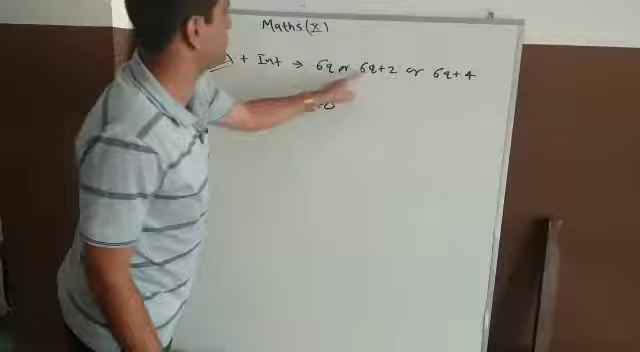 Maths (X)
+ Int → 6q or 6q+2 or 6q+4